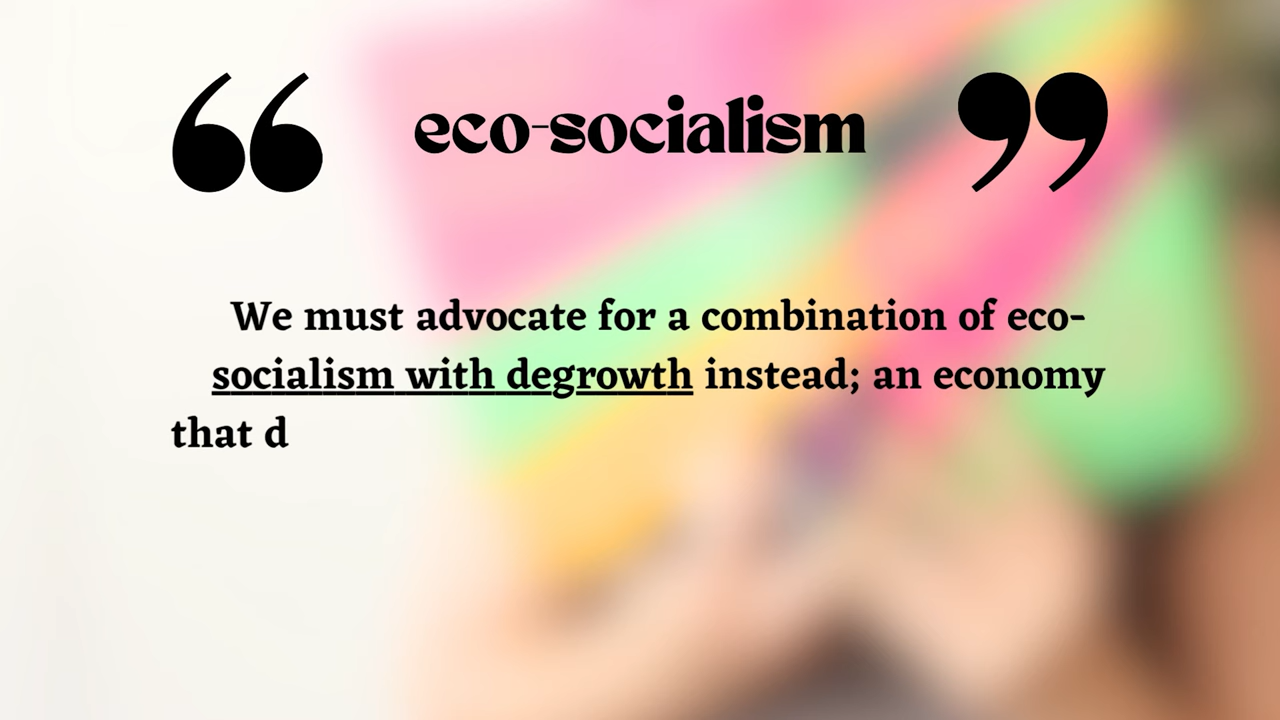 “ eco-socialism ”
We must advocate for a combination of eco-
socialism with degrowth instead; an economy
that d